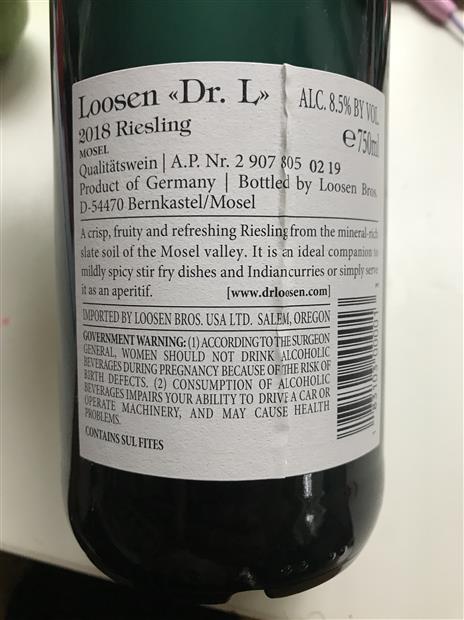 Loosen «Dr. L»
ALC. 8.5% BY VOL.
2018 Riesling
e 750ml
MOSEL
Qualitätswein | A.P. Nr. 2 907 805 02 19
Product of Germany | Bottled by Loosen Bros.
D-54470 Bernkastel/Mosel
A crisp, fruity and refreshing Riesling from the mineral-rich
slate soil of the Mosel valley. It is an ideal companion to
mildly spicy stir fry dishes and Indian curries or simply serve
it as an aperitif. [www.drloosen.com]
IMPORTED BY LOOSEN BROS. USA LTD. SALEM, OREGON
GOVERNMENT WARNING: (1) ACCORDING TO THE SURGEON
GENERAL, WOMEN SHOULD NOT DRINK ALCOHOLIC
BEVERAGES DURING PREGNANCY BECAUSE OF THE RISK OF
BIRTH DEFECTS. (2) CONSUMPTION OF ALCOHOLIC
BEVERAGES IMPAIRS YOUR ABILITY TO DRIVE A CAR OR
OPERATE MACHINERY, AND MAY CAUSE HEALTH
PROBLEMS.
CONTAINS SULFITES